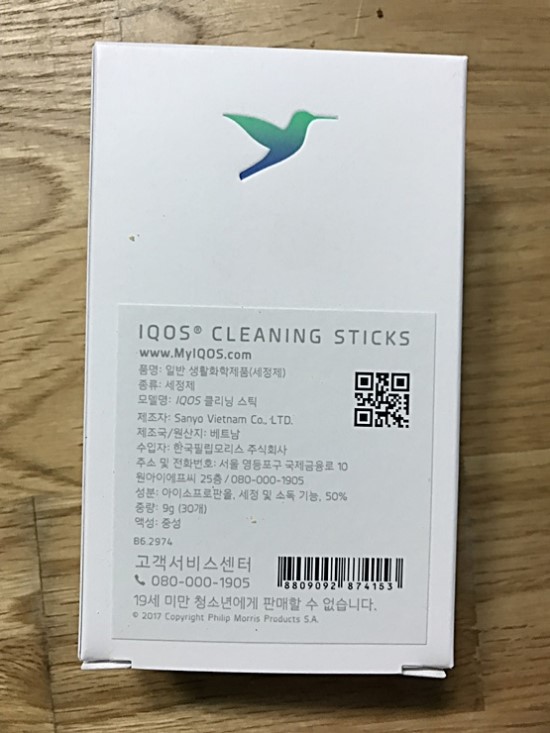 IQOS® CLEANING STICKS
www.MyIQOS.com
품명: 일반 생활화학제품(세정제)
종류: 세정제
모델명: IQOS 클리닝 스틱
제조자: Sanyo Vietnam Co., LTD.
제조국/원산지: 베트남
수입자: 한국필립모리스 주식회사
주소 및 전화번호: 서울 영등포구 국제금융로 10
원아이에프씨 25층 / 080-000-1905
성분: 아이소프로판올, 세정 및 소독 기능, 50%
중량: 9g (30개)
액성: 중성
B6.2974
고객서비스센터
080-000-1905
8809092 874153
19세 미만 청소년에게 판매할 수 없습니다.
© 2017 Copyright Philip Morris Products S.A.